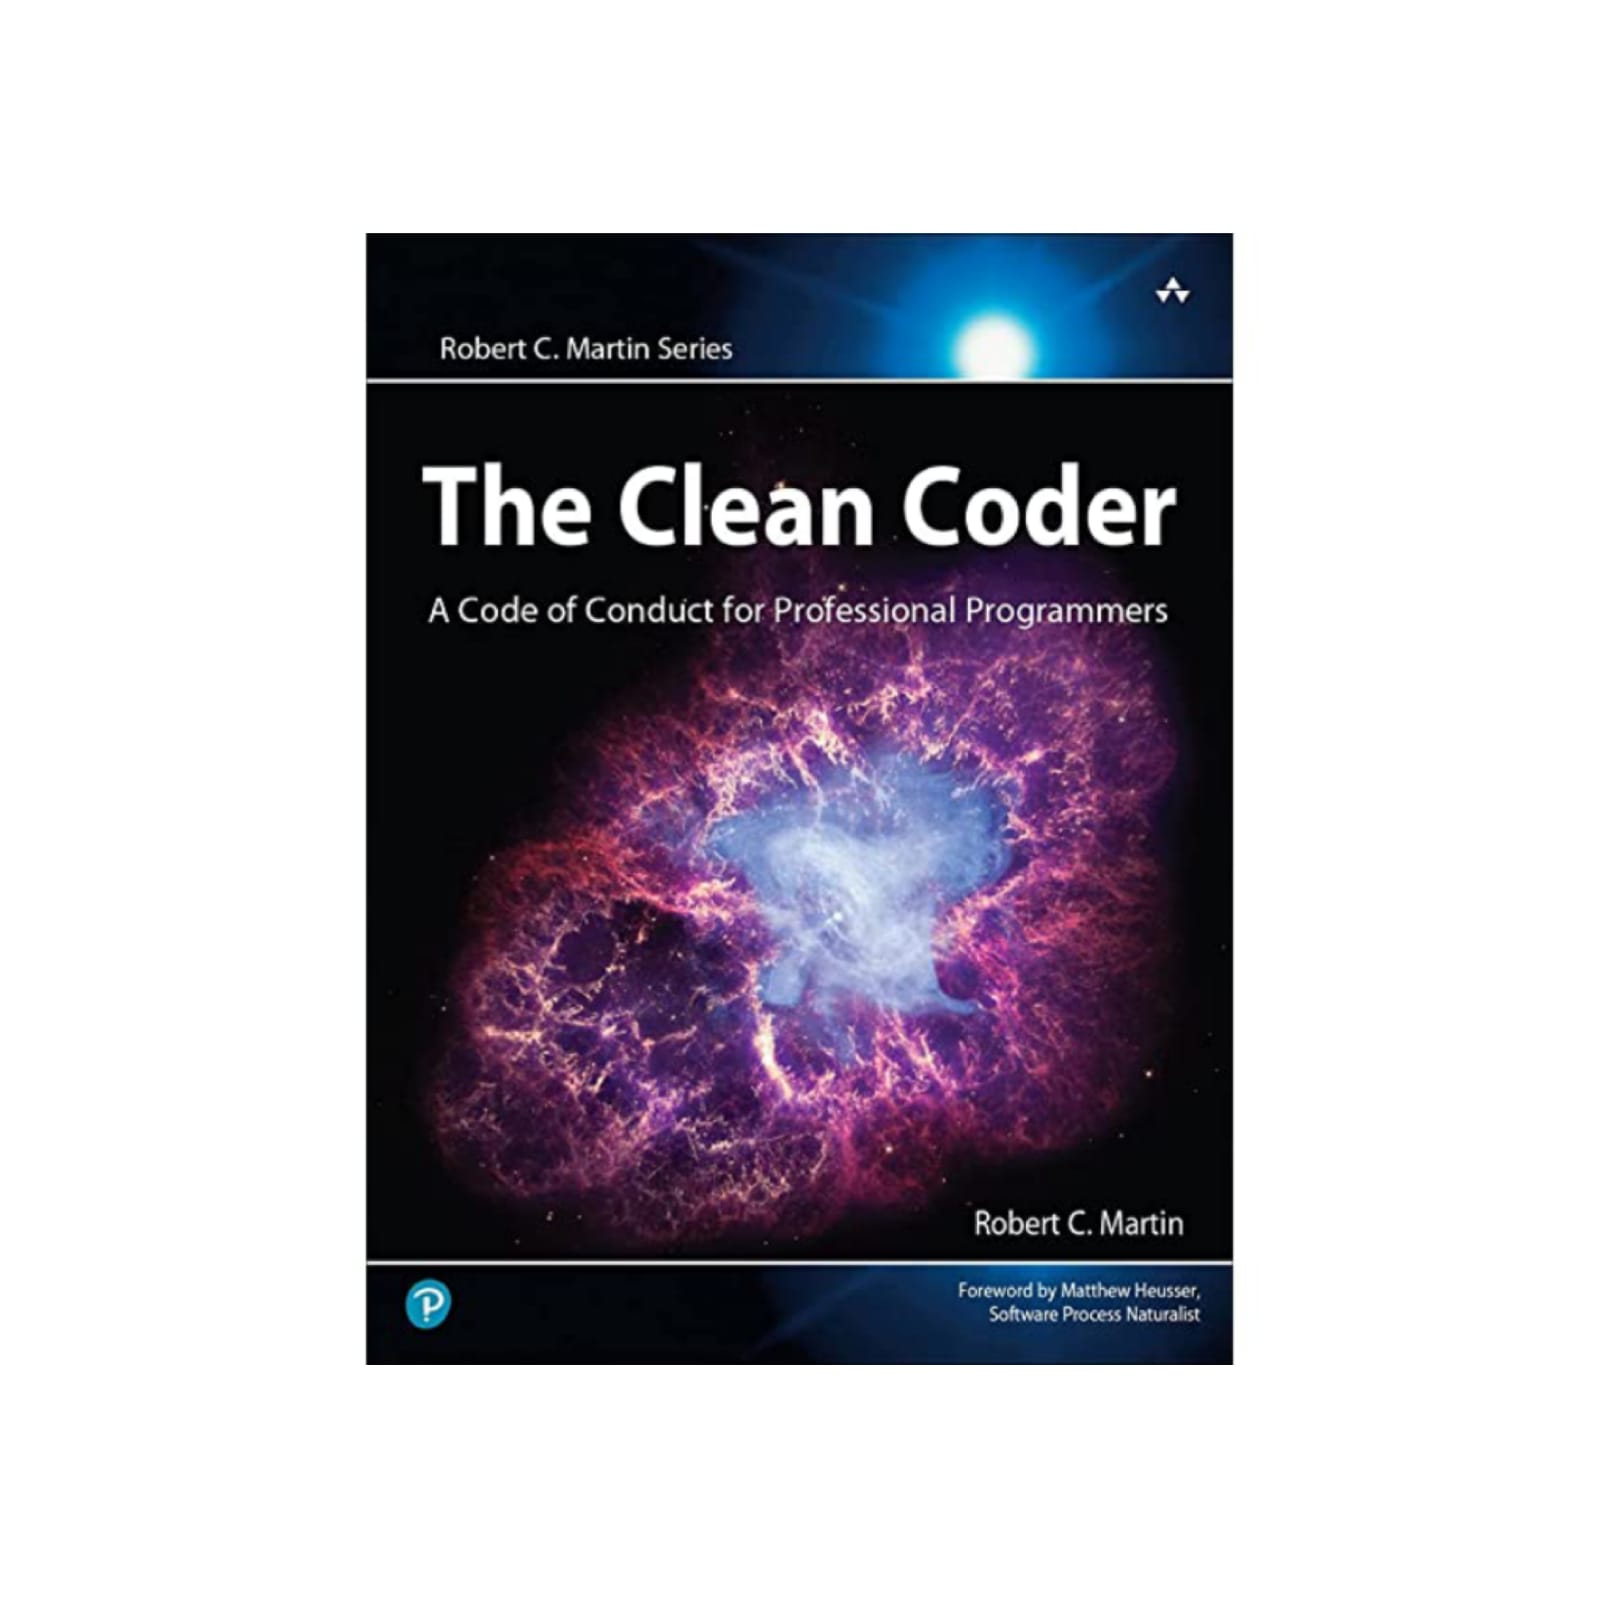 Robert C. Martin Series
The Clean Coder
A Code of Conduct for Professional Programmers
Robert C. Martin
P
Foreword by Matthew Heusser,
Software Process Naturalist